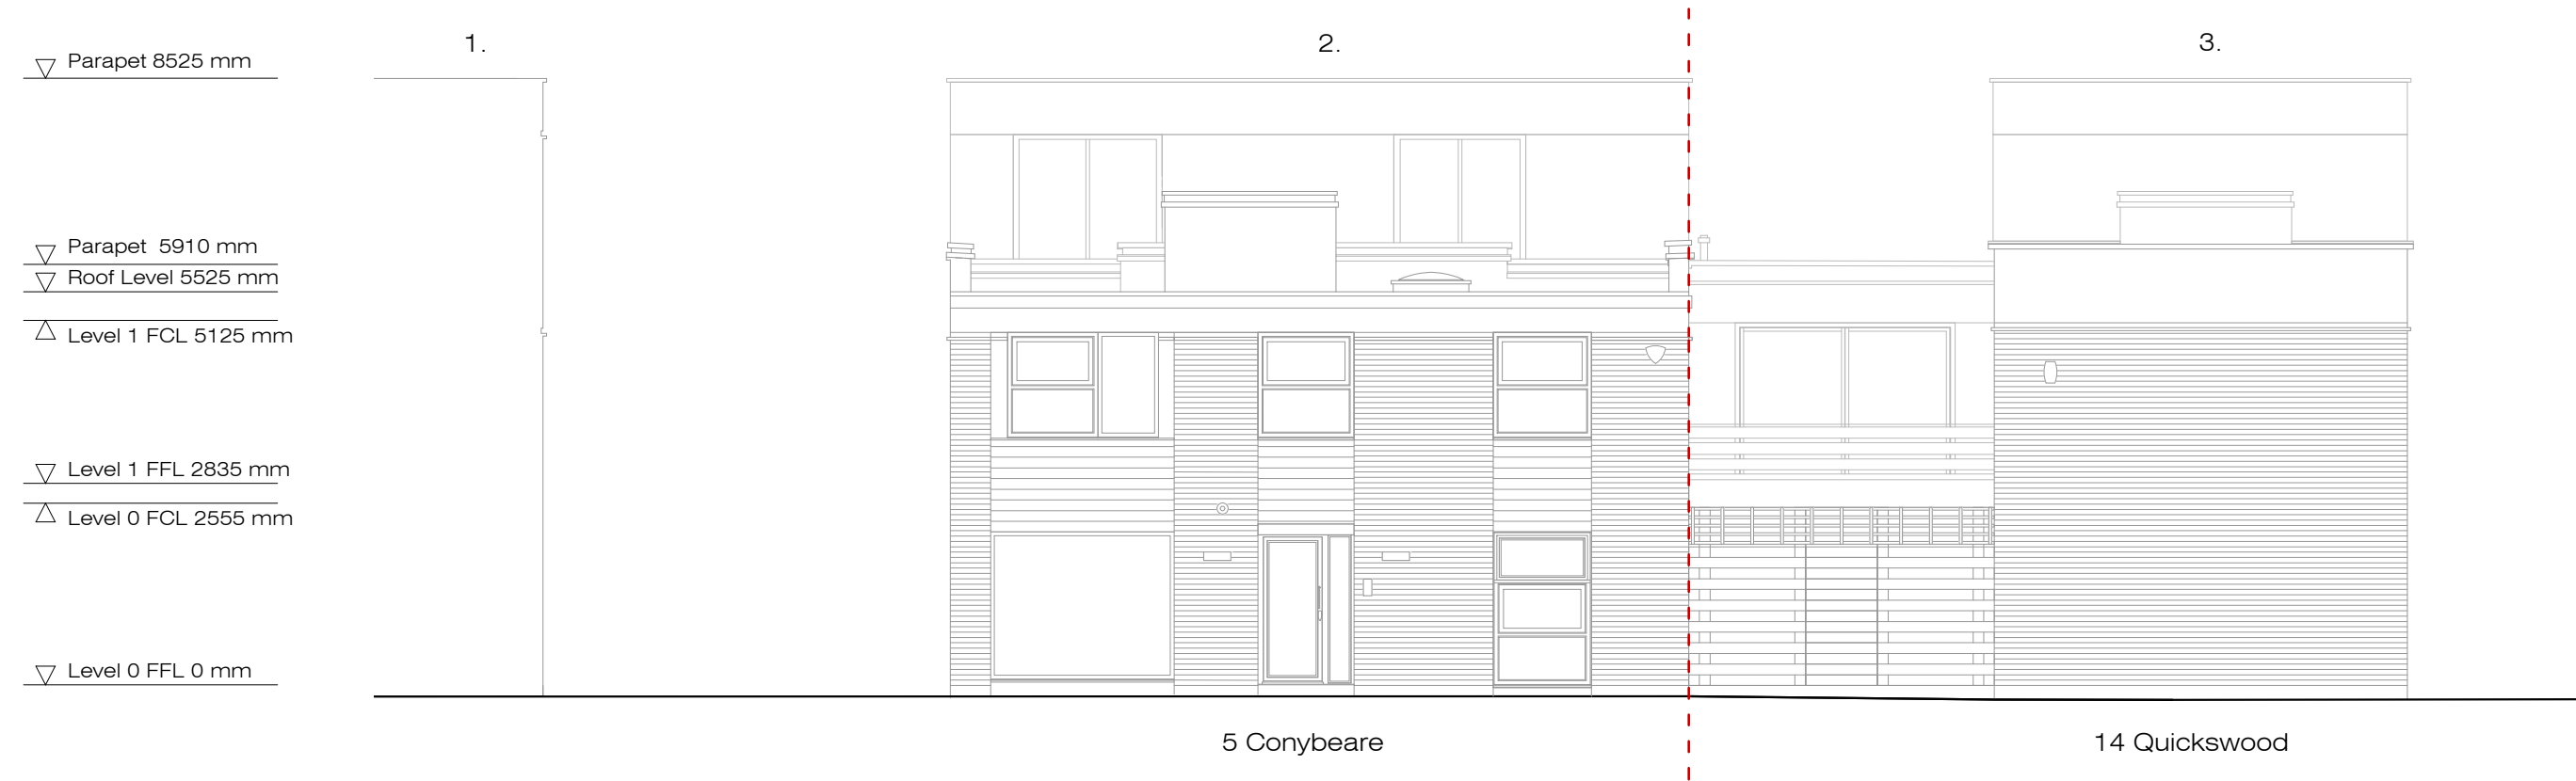 1.
2.
3.
Parapet 8525 mm
Parapet  5910 mm
Roof Level 5525 mm
Level 1 FCL 5125 mm
Level 1 FFL 2835 mm
Level 0 FCL 2555 mm
Level 0 FFL 0 mm
5 Conybeare
14 Quickswood